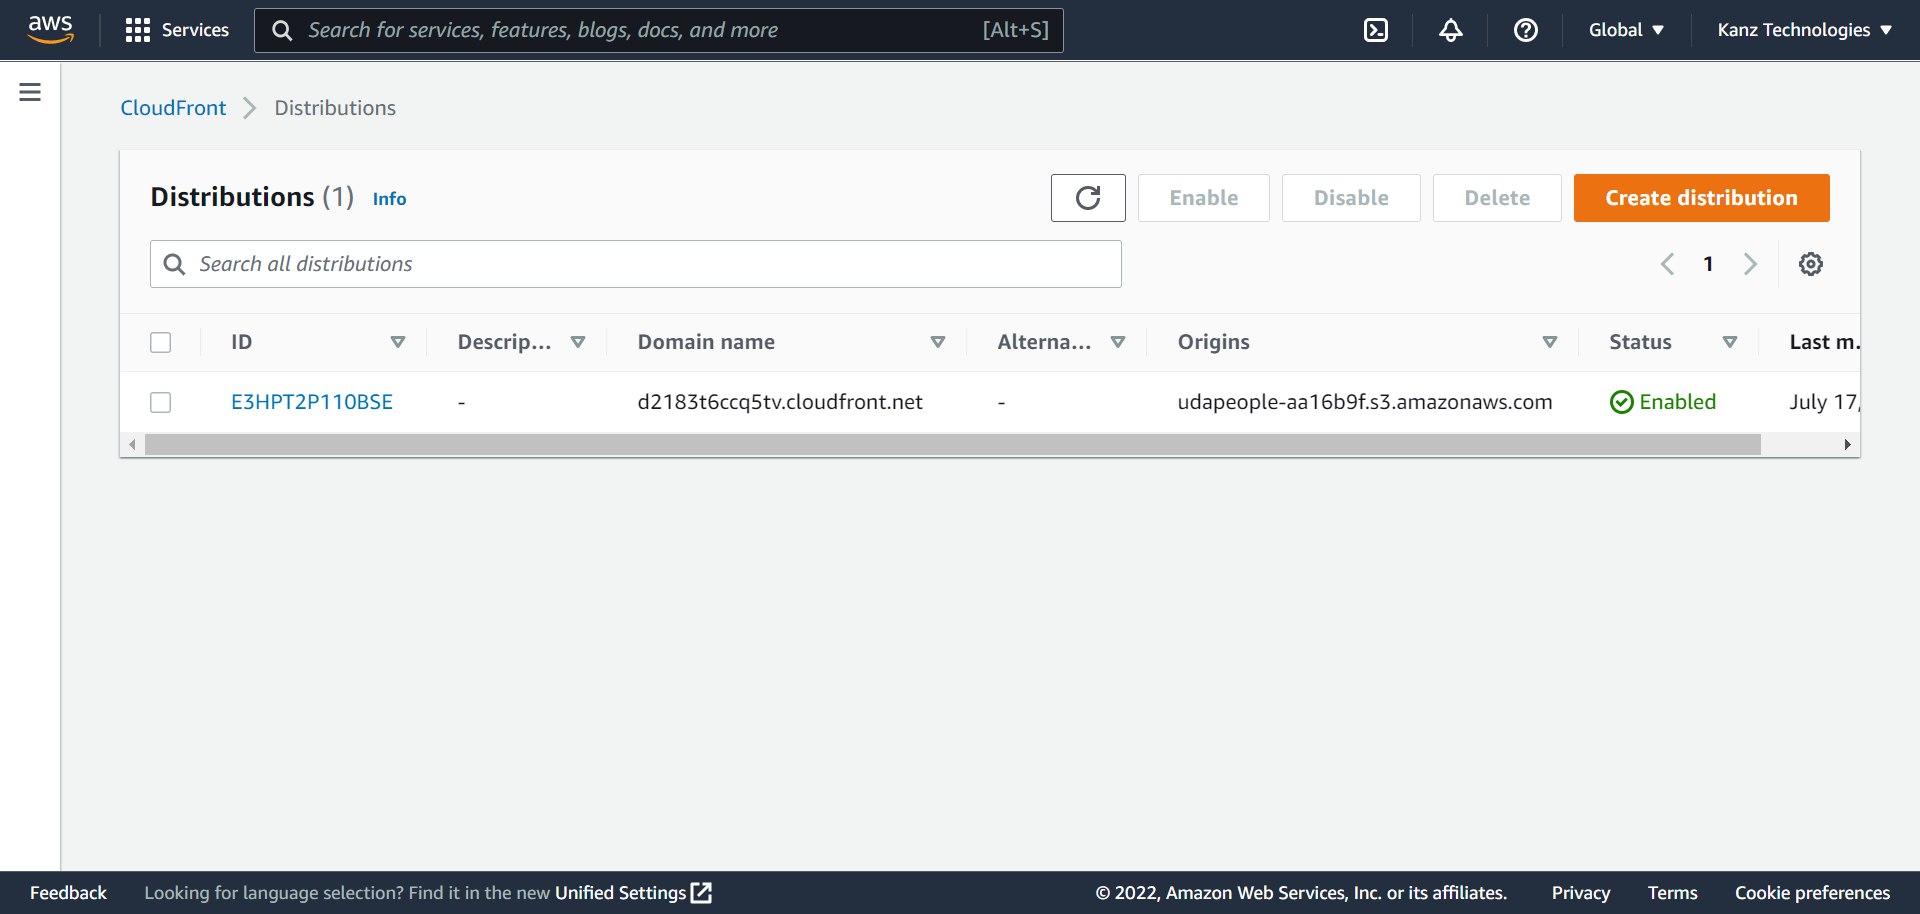 aws Services Search for services, features, blogs, docs, and more [Alt+S] Global Kanz Technologies
CloudFront Distributions
Distributions (1) Info Enable Disable Delete Create distribution
Search all distributions 1
ID Descrip... Domain name Alterna... Origins Status Last m.
E3HPT2P110BSE - d2183t6ccq5tv.cloudfront.net - udapeople-aa16b9f.s3.amazonaws.com Enabled July 17,
Feedback Looking for language selection? Find it in the new Unified Settings © 2022, Amazon Web Services, Inc. or its affiliates. Privacy Terms Cookie preferences